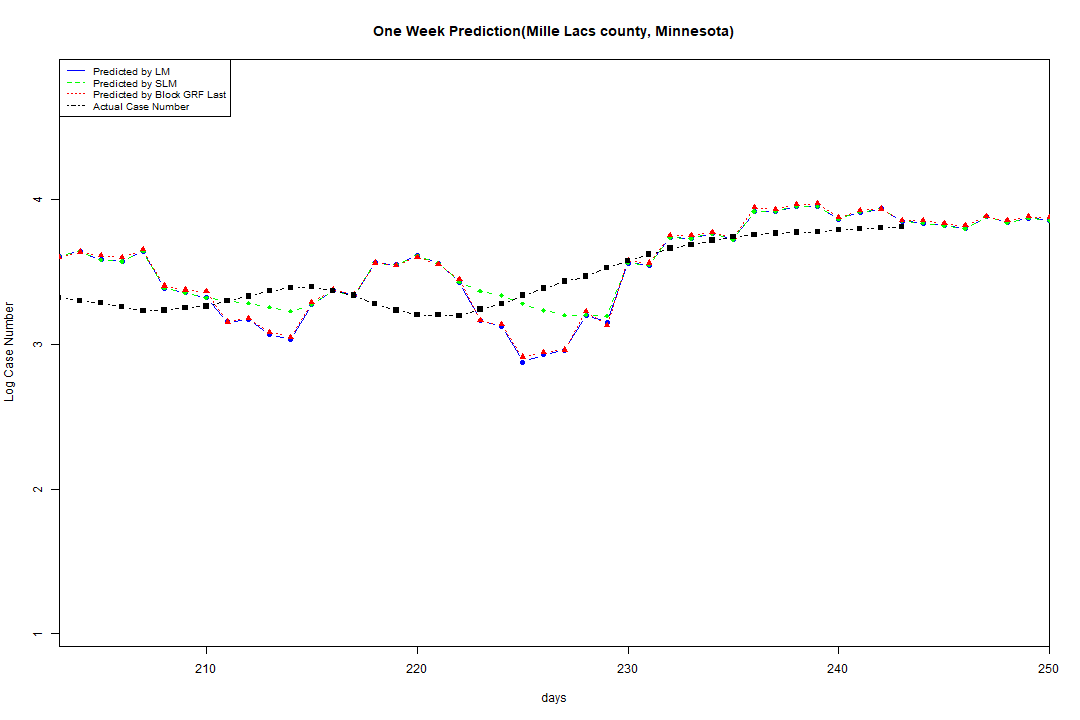 One Week Prediction(Mille Lacs county, Minnesota)
Predicted by LM
Predicted by SLM
Predicted by Block GRF Last
Actual Case Number
4
3
2
1
Log Case Number
210 220 230 240 250
days